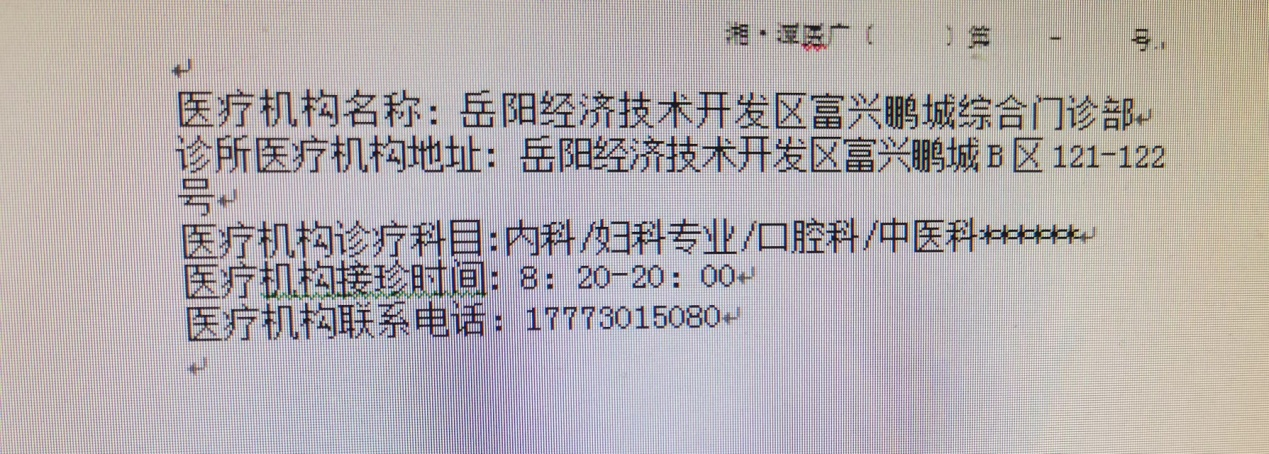 湘·潭医广（　　）第　－　号
医疗机构名称：岳阳经济技术开发区富兴鹏城综合门诊部
诊所医疗机构地址：岳阳经济技术开发区富兴鹏城B区121-122
号
医疗机构诊疗科目:内科/妇科专业/口腔科/中医科******
医疗机构接珍时间：8：20-20：00
医疗机构联系电话：17773015080